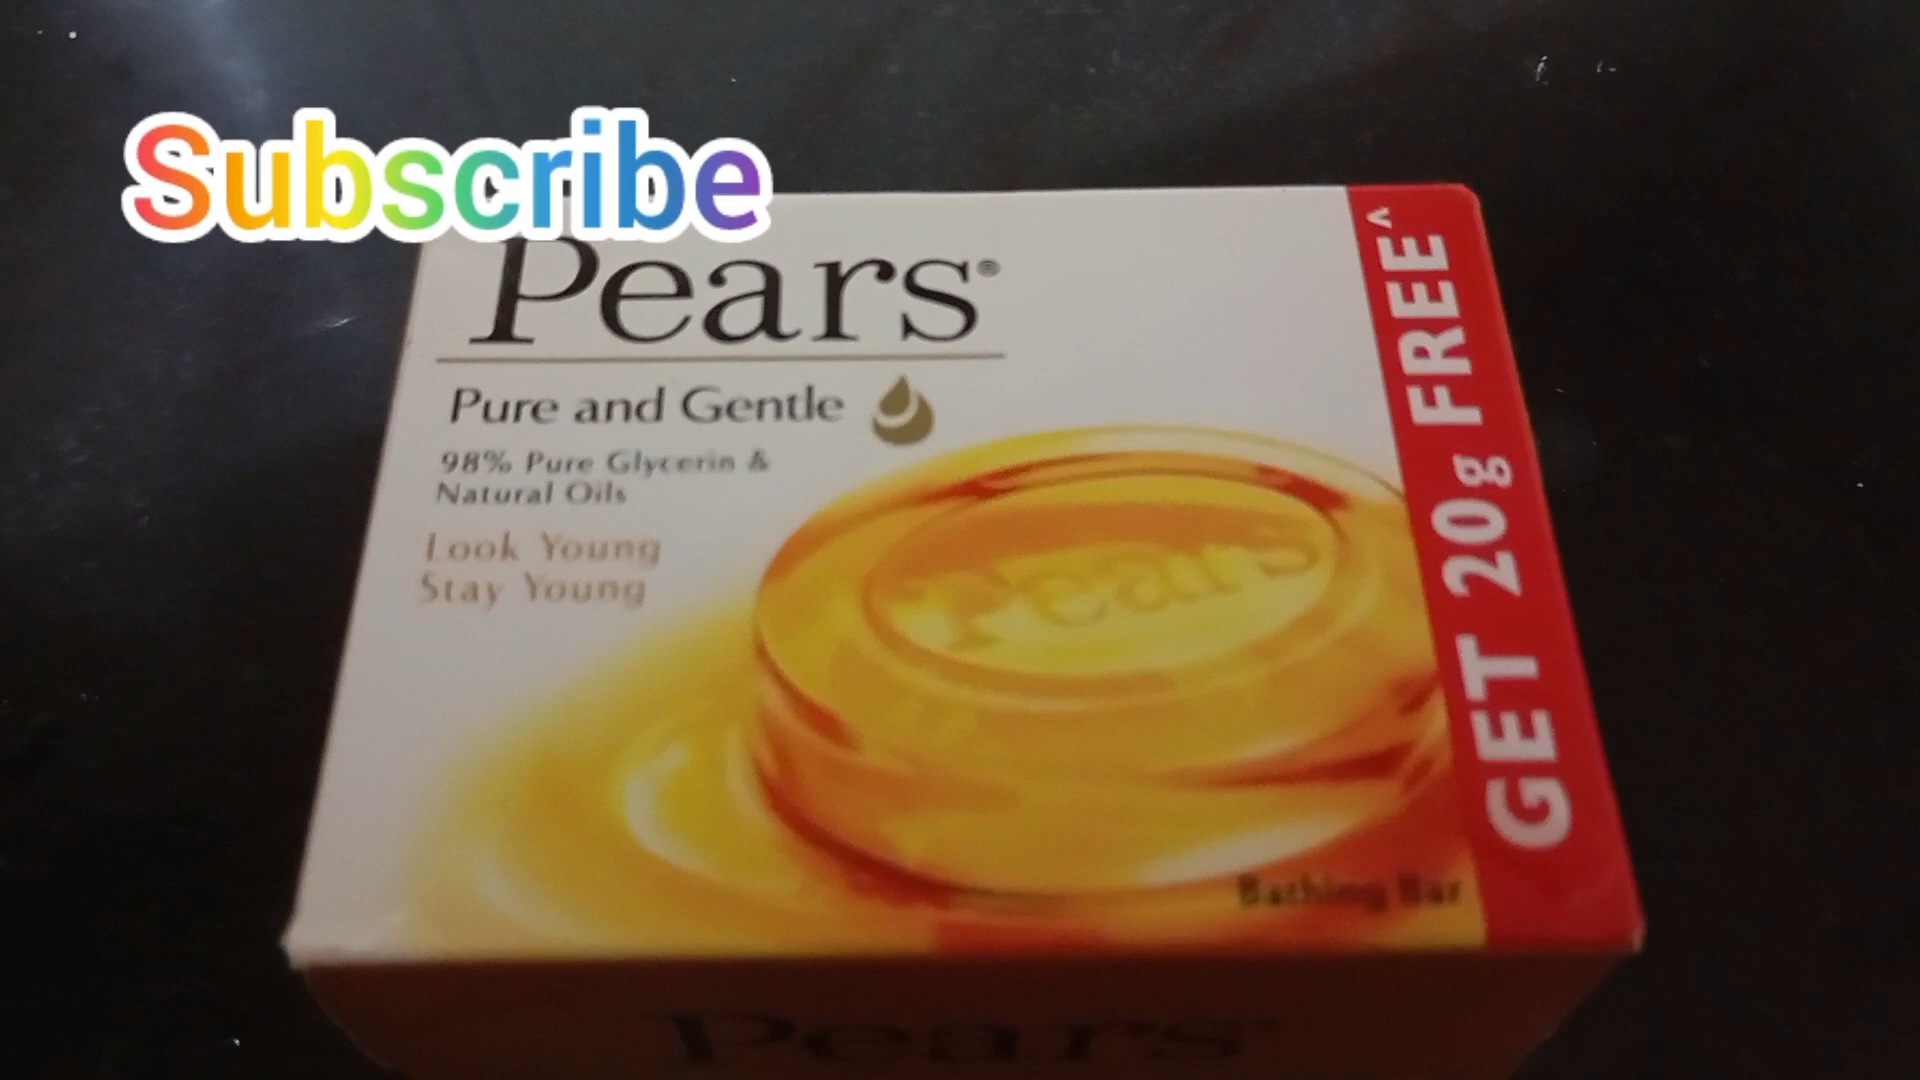 Subscribe
Pears®
Pure and Gentle
98% Pure Glycerin &
Natural Oils
Look Young
Stay Young
Pears
Bathing Bar
GET 20g FREE^
Pears